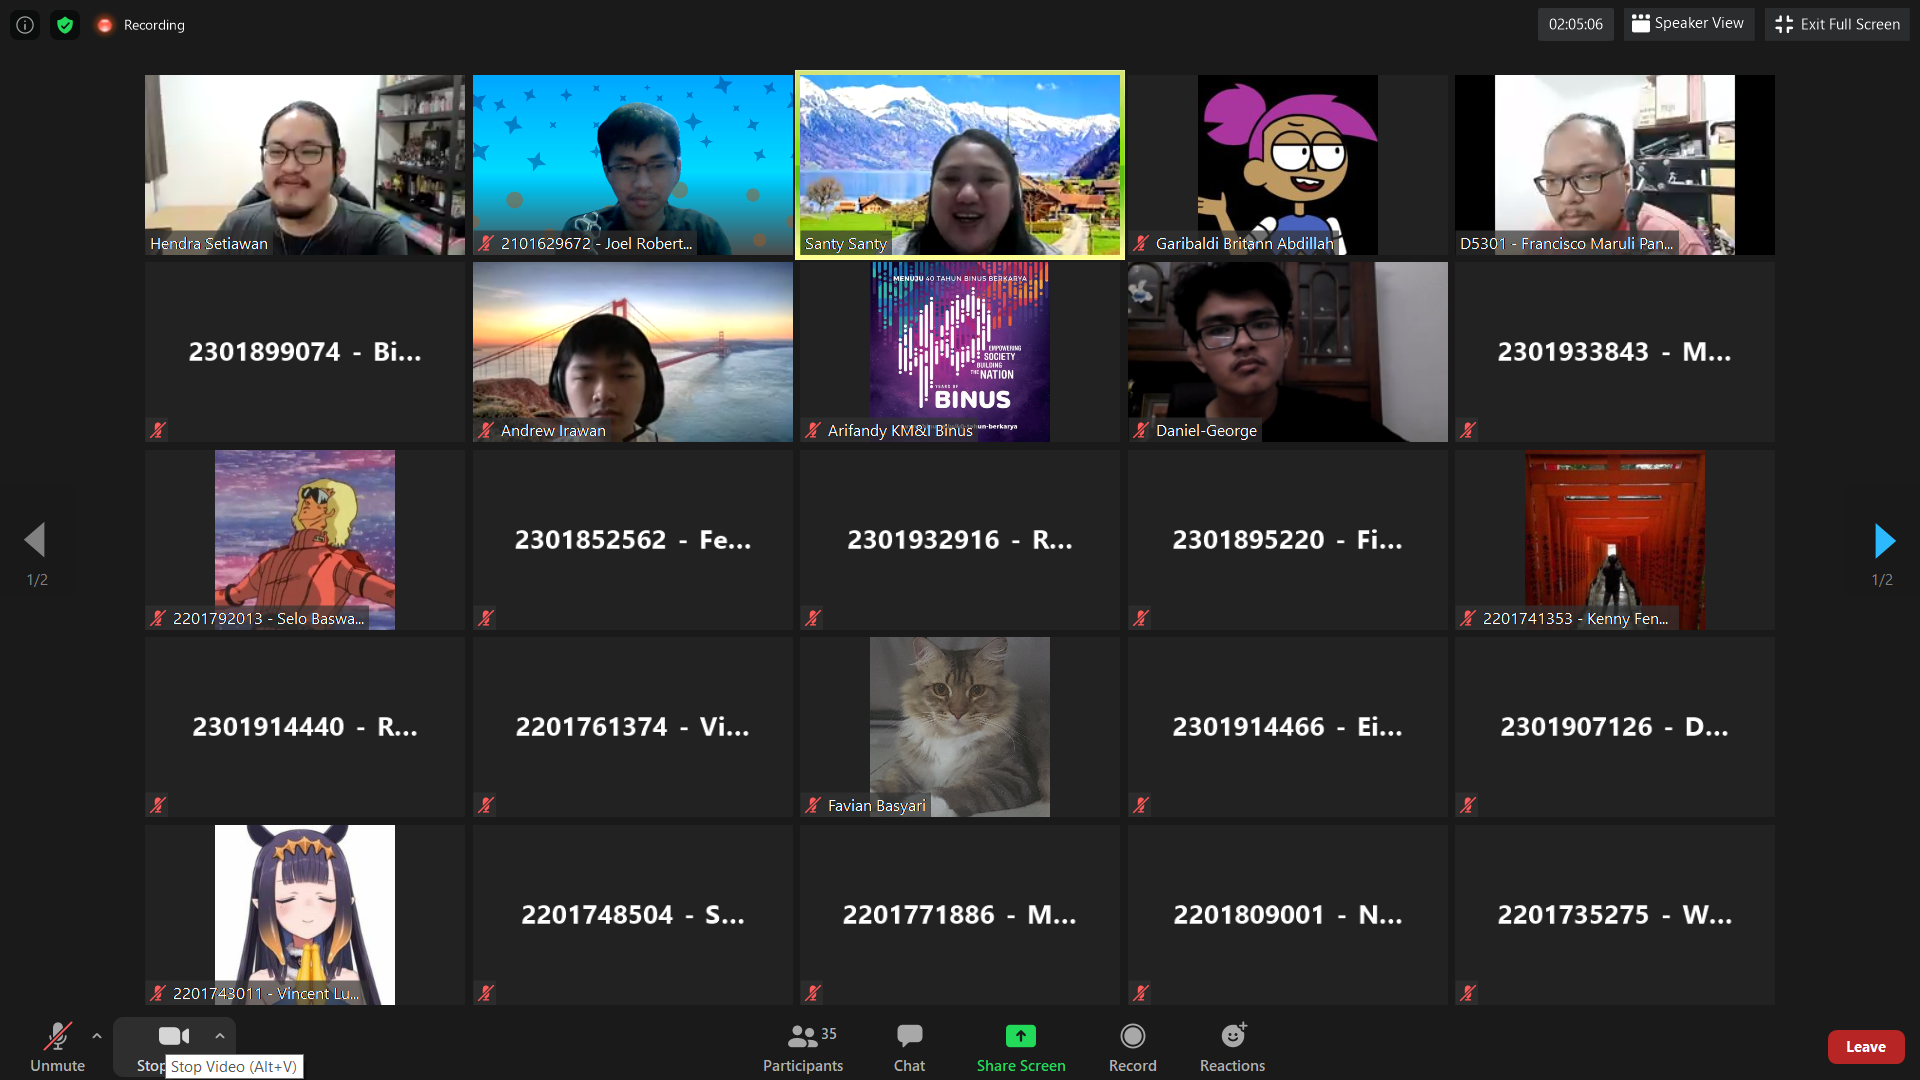 Recording
02:05:06
Speaker View
Exit Full Screen
Hendra Setiawan
2101629672 - Joel Robert...
Santy Santy
Garibaldi Britann Abdillah
D5301 - Francisco Maruli Pan...
2301899074 - Bi...
Andrew Irawan
MENUJU 40 TAHUN BINUS BERKARYA
EMPOWERING
SOCIETY
BUILDING
THE NATION
YEARS OF
BINUS
un-berkarya
Arifandy KM&I Binus
Daniel-George
2301933843 - M...
1/2
2201792013 - Selo Baswa...
2301852562 - Fe...
2301932916 - R...
2301895220 - Fi...
2201741353 - Kenny Fen...
1/2
2301914440 - R...
2201761374 - Vi...
Favian Basyari
2301914466 - Ei...
2301907126 - D...
2201743011 - Vincent Lu...
2201748504 - S...
2201771886 - M...
2201809001 - N...
2201735275 - W...
Unmute
Stop
Stop Video (Alt+V)
35
Participants
Chat
Share Screen
Record
Reactions
Leave